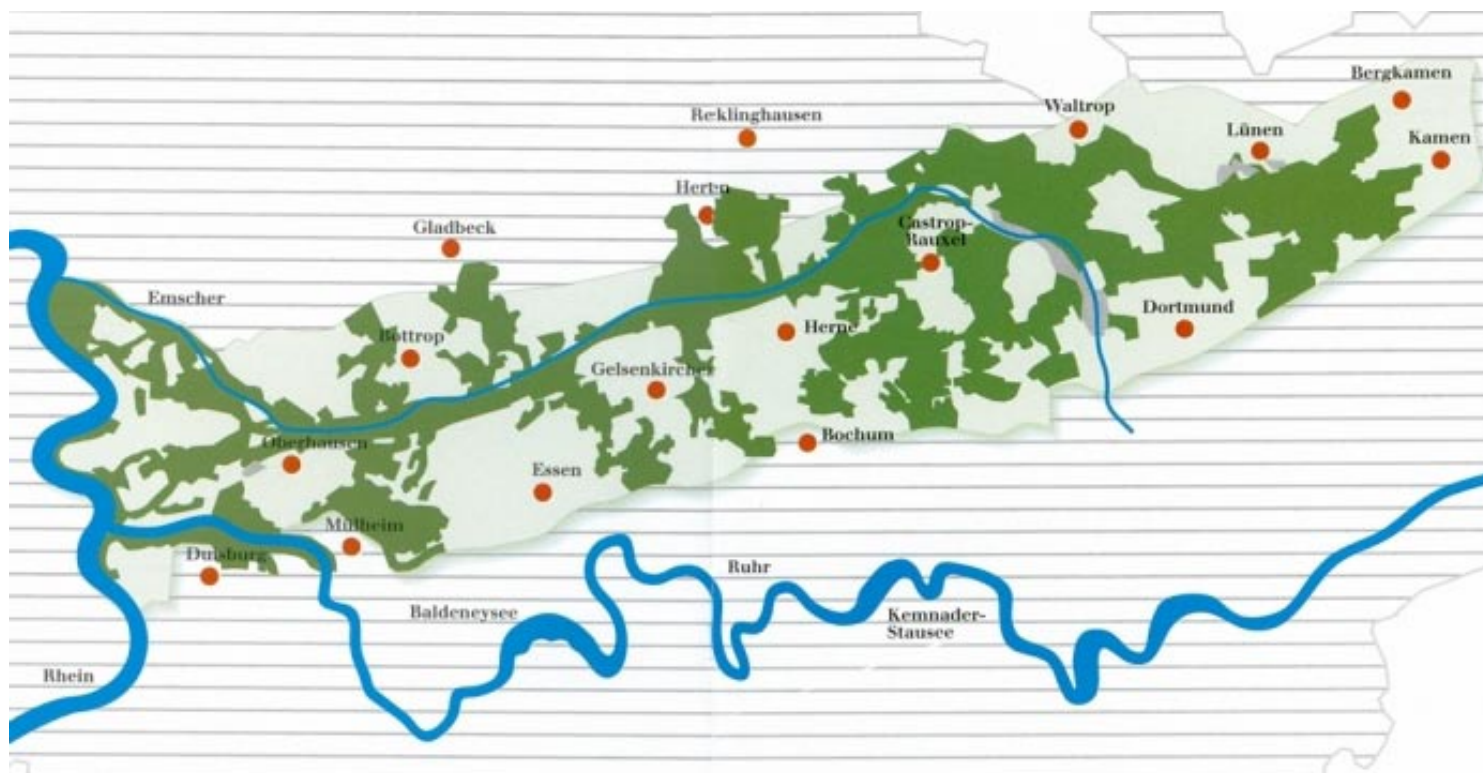 Bergkamen
Waltrop
Reklinghausen
Lünen
Kamen
Herten
Gladbeck
Castrop-
Rauxel
Emscher
Dortmund
Herne
Bottrop
Gelsenkirchen
Bochum
Oberhausen
Essen
Mülheim
Duisburg
Ruhr
Baldeneysee
Kemnader-
Stausee
Rhein